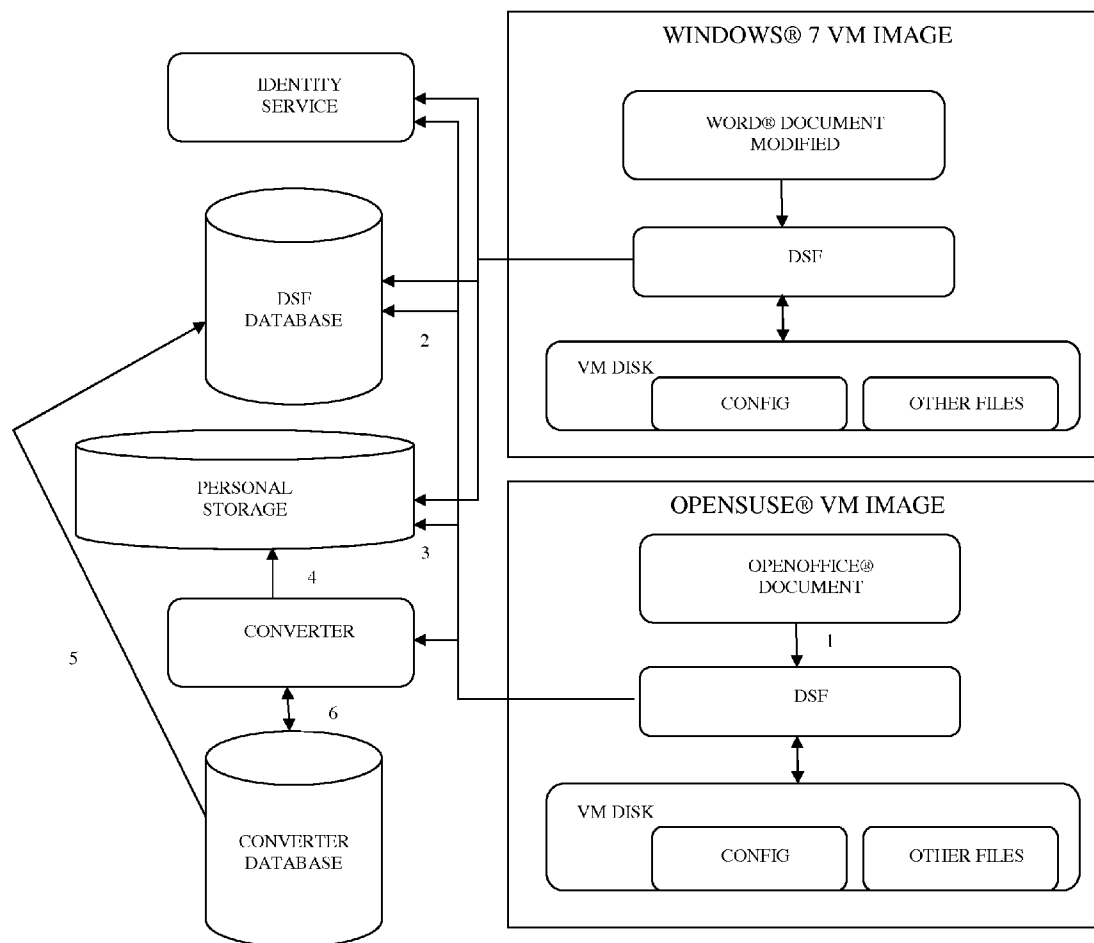 IDENTITY
SERVICE
DSF
DATABASE
2
PERSONAL
STORAGE
3
4
CONVERTER
5
6
CONVERTER
DATABASE
WINDOWS® 7 VM IMAGE
WORD® DOCUMENT
MODIFIED
DSF
VM DISK
CONFIG
OTHER FILES
OPENSUSE® VM IMAGE
OPENOFFICE®
DOCUMENT
1
DSF
VM DISK
CONFIG
OTHER FILES